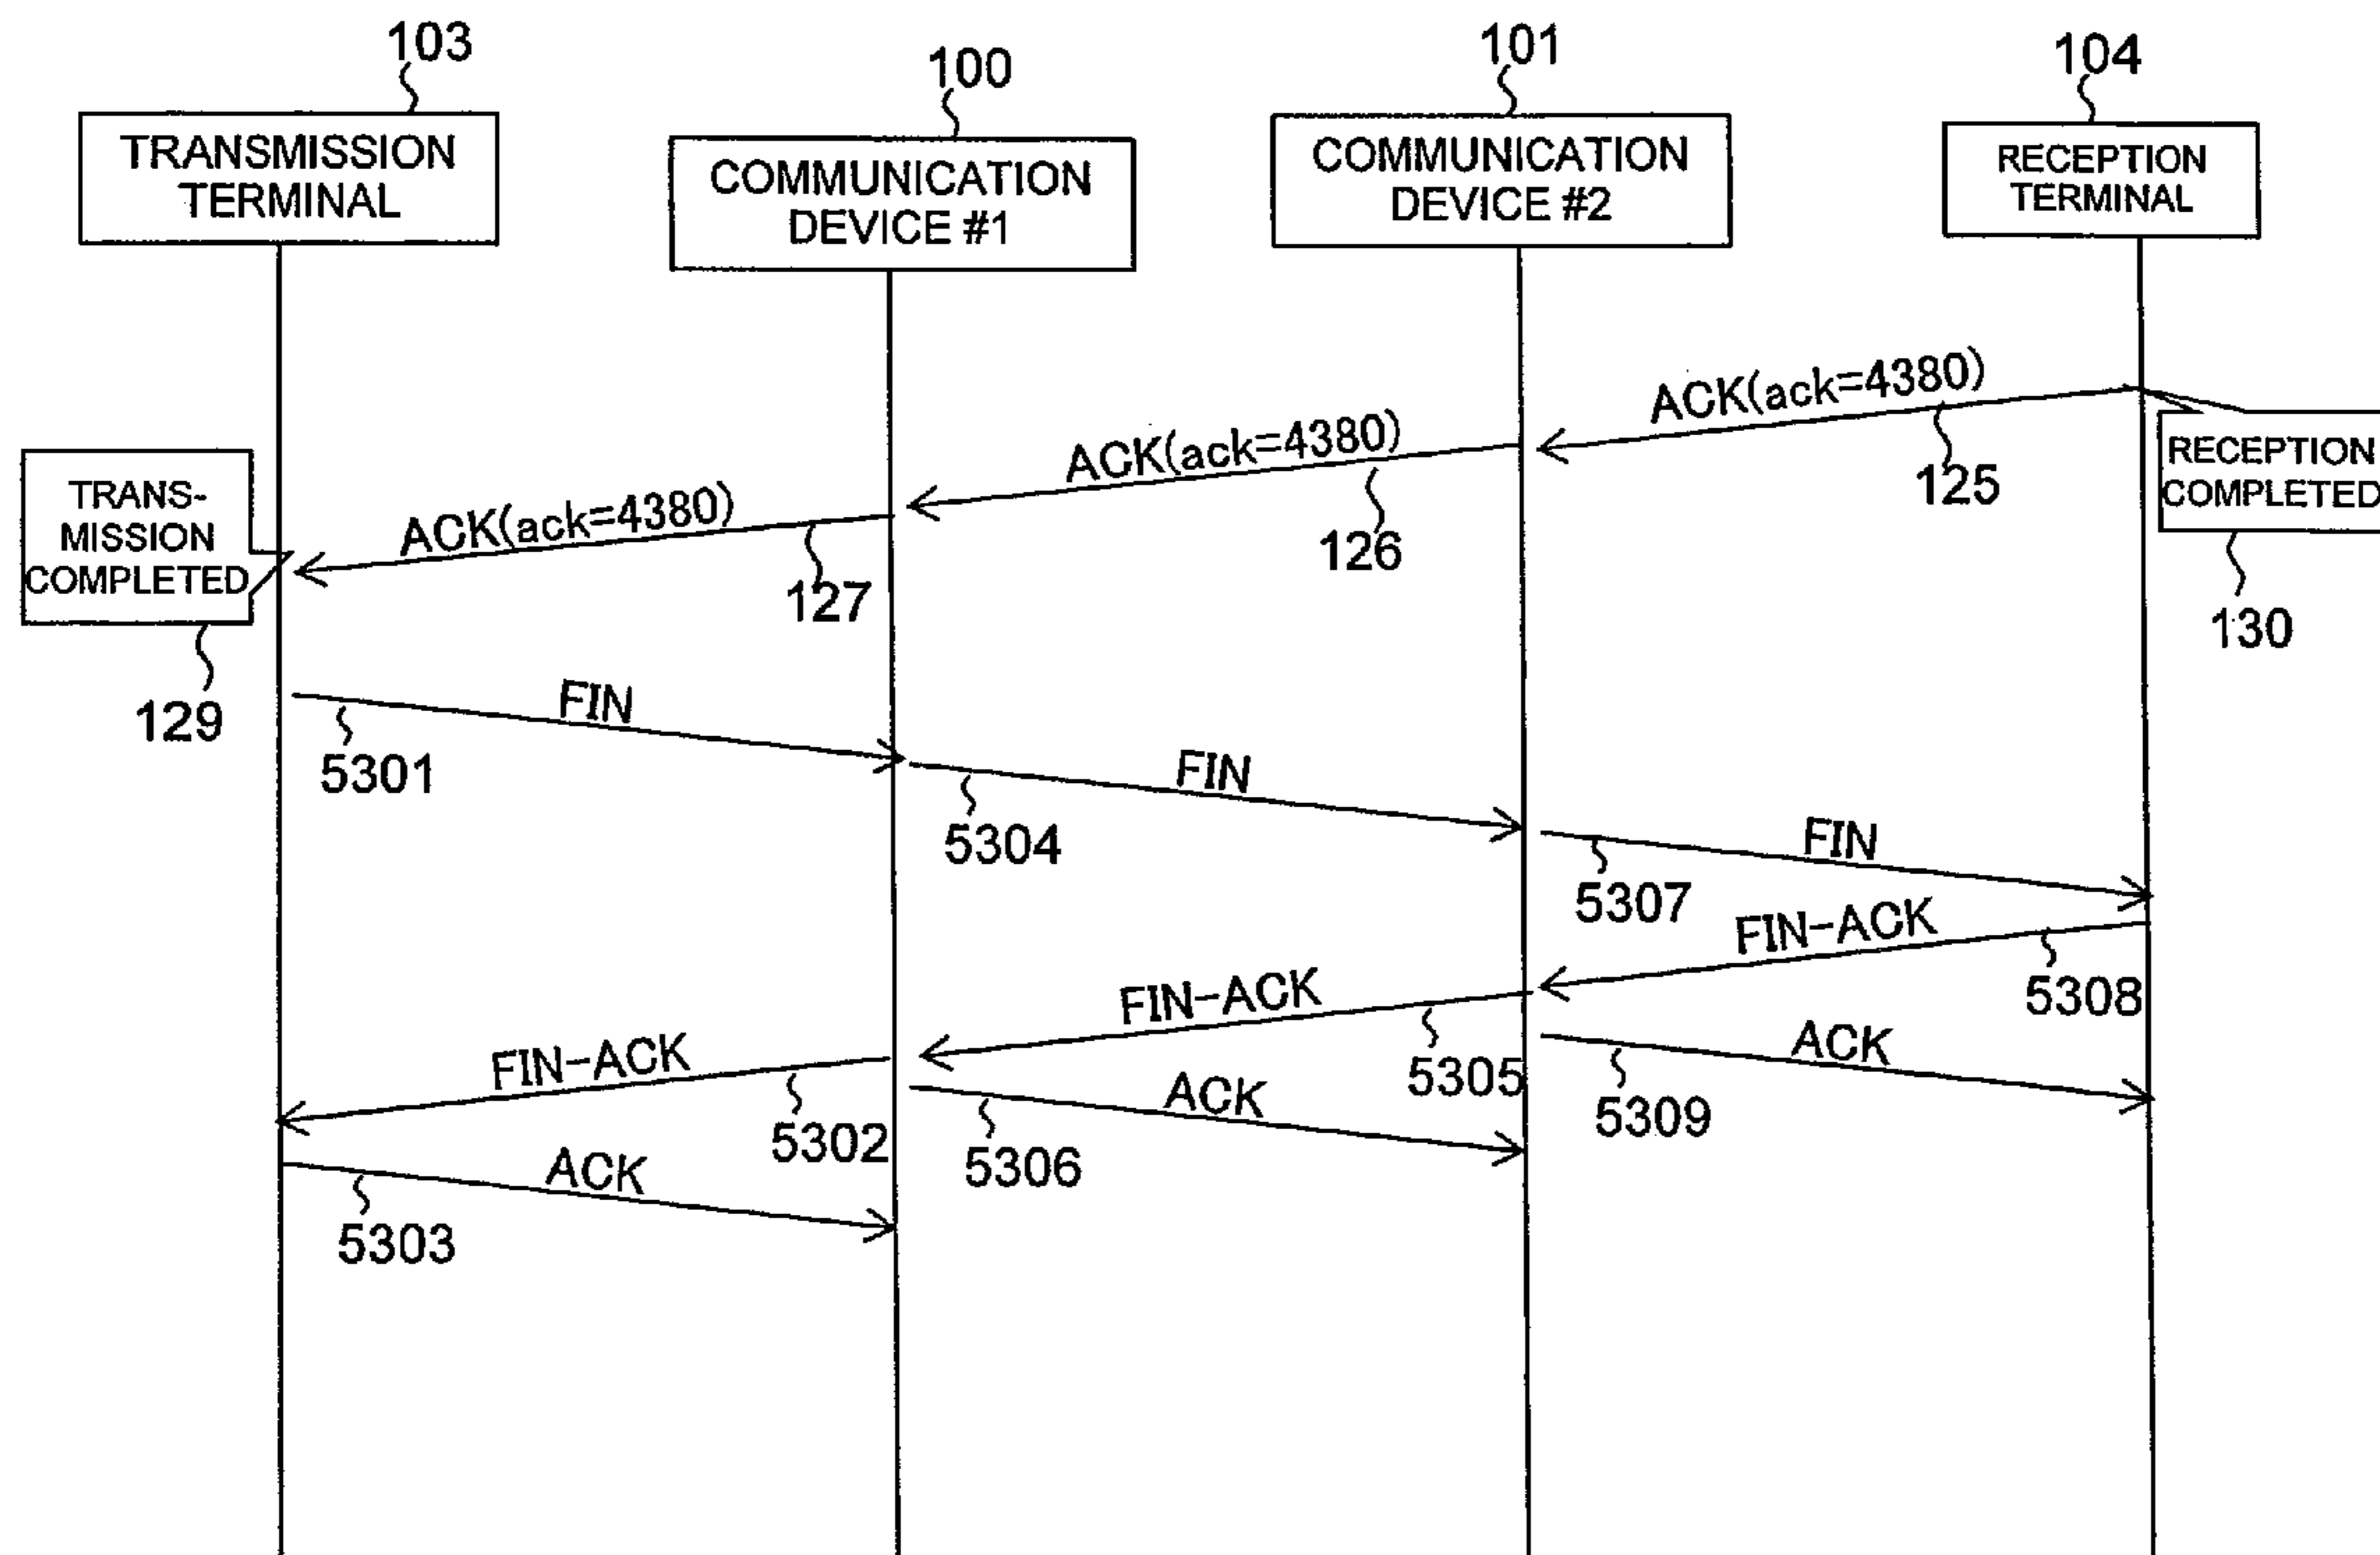 103
100
101
104
TRANSMISSION
TERMINAL
COMMUNICATION
DEVICE #1
COMMUNICATION
DEVICE #2
RECEPTION
TERMINAL
ACK(ack=4380)
125
RECEPTION
COMPLETED
130
ACK(ack=4380)
126
ACK(ack=4380)
127
TRANS-
MISSION
COMPLETED
129
FIN
5301
FIN
5304
FIN
5307
FIN-ACK
5308
FIN-ACK
5305
ACK
5309
FIN-ACK
5302
ACK
5306
ACK
5303